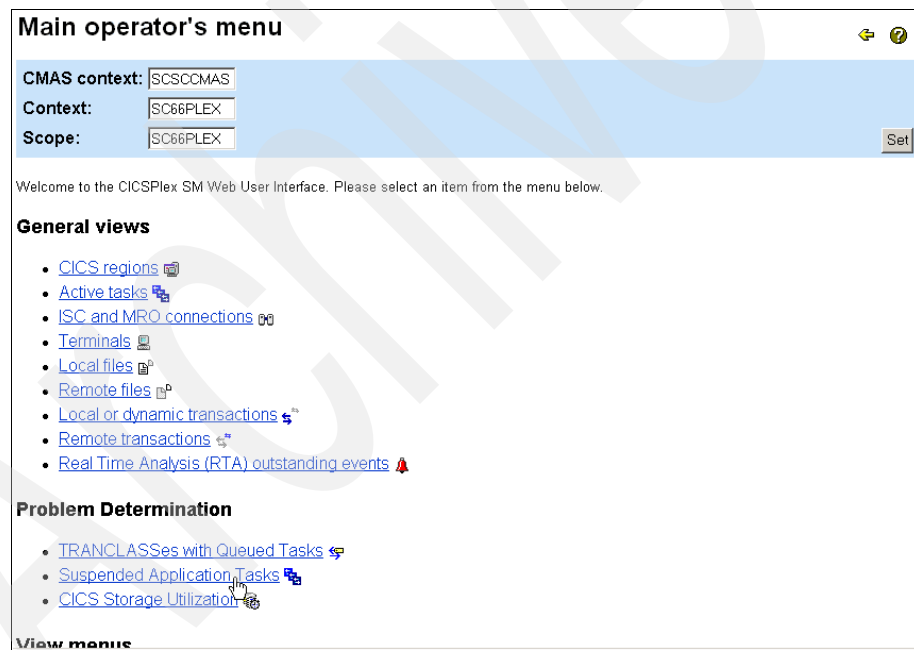 Main operator's menu
CMAS context: SCSCCMAS
Context: SC66PLEX
Scope: SC66PLEX
Set
Welcome to the CICSPlex SM Web User Interface. Please select an item from the menu below.
General views
CICS regions
Active tasks
ISC and MRO connections
Terminals
Local files
Remote files
Local or dynamic transactions
Remote transactions
Real Time Analysis (RTA) outstanding events
Problem Determination
TRANCLASSes with Queued Tasks
Suspended Application Tasks
CICS Storage Utilization
View menus